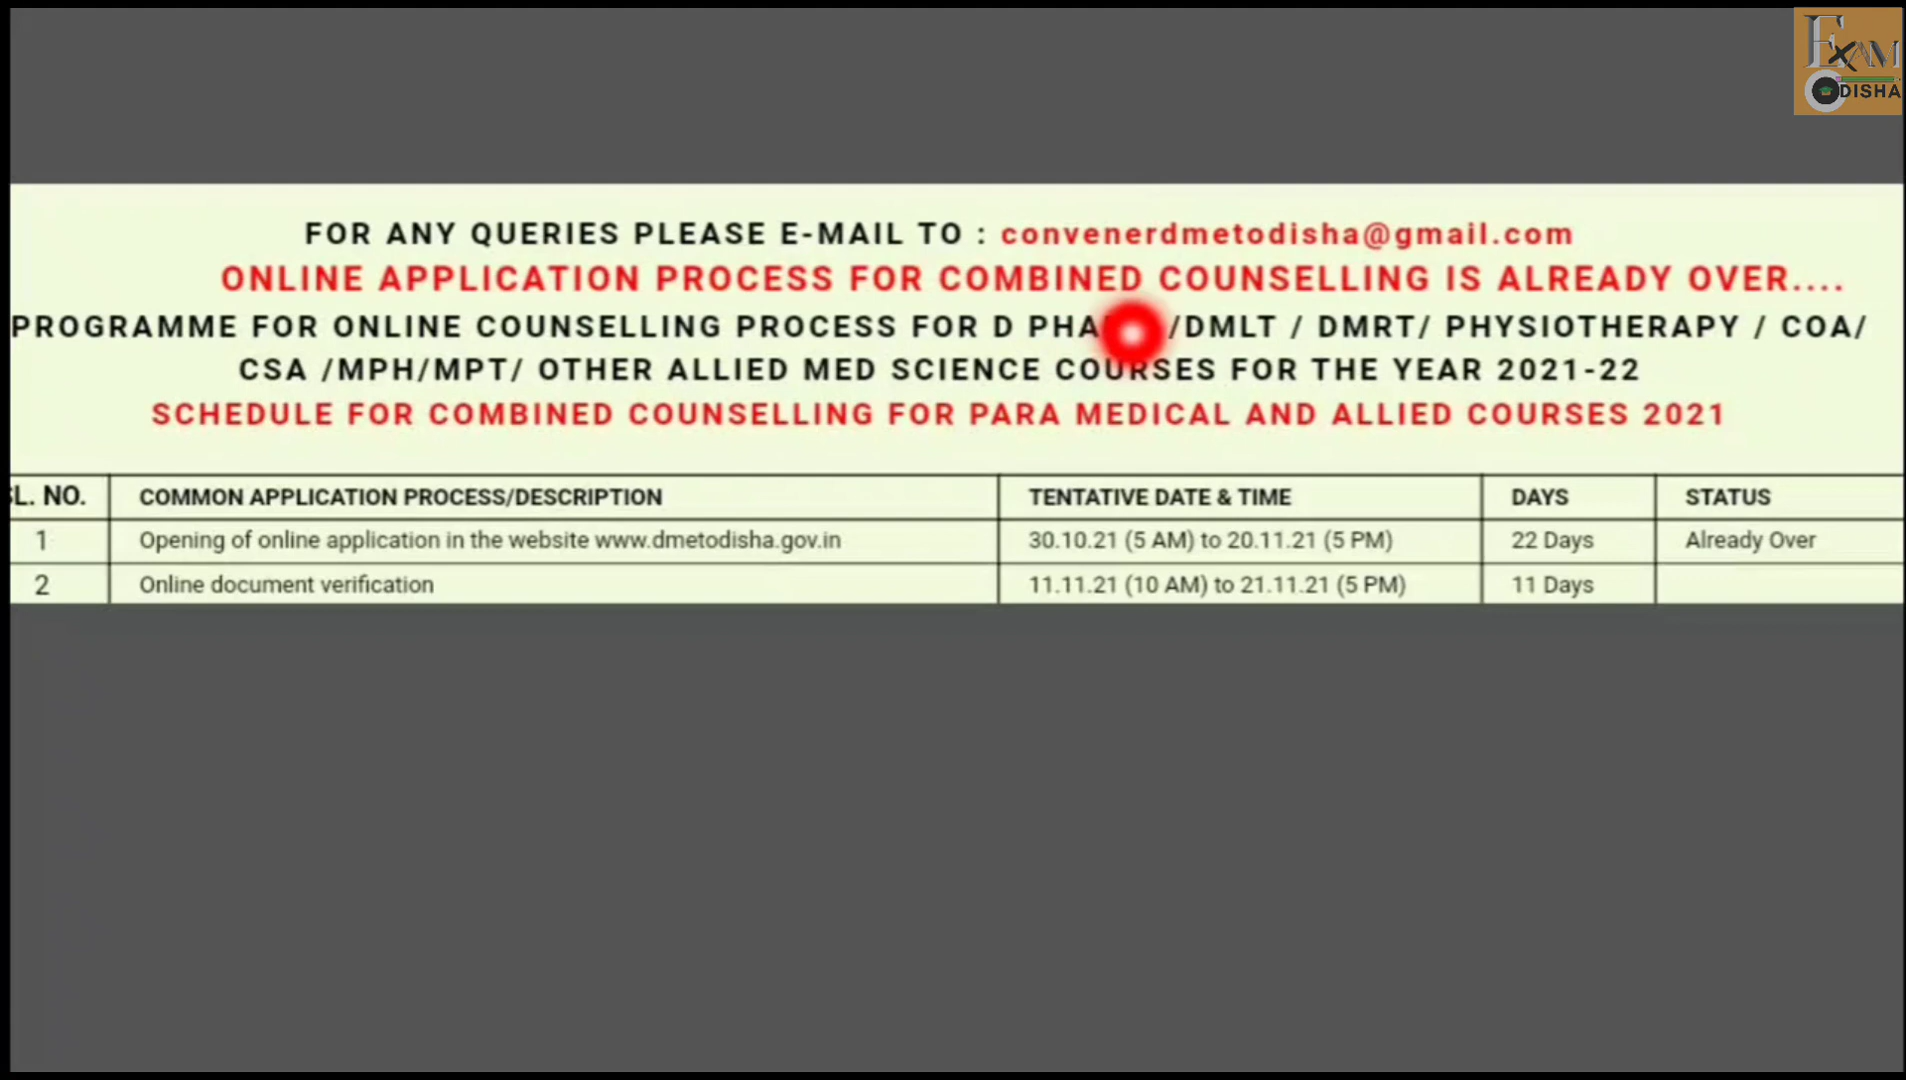 EXAM
ODISHA
FOR ANY QUERIES PLEASE E-MAIL TO : convenerdmetodisha@gmail.com
ONLINE APPLICATION PROCESS FOR COMBINED COUNSELLING IS ALREADY OVER....
PROGRAMME FOR ONLINE COUNSELLING PROCESS FOR D /DMLT / DMRT/ PHYSIOTHERAPY / COA/
CSA /MPH/MPT/ OTHER ALLIED MED SCIENCE COURSES FOR THE YEAR 2021-22
SCHEDULE FOR COMBINED COUNSELLING FOR PARA MEDICAL AND ALLIED COURSES 2021
SL. NO. COMMON APPLICATION PROCESS/DESCRIPTION TENTATIVE DATE & TIME DAYS STATUS
1 Opening of online application in the website www.dmetodisha.gov.in 30.10.21 (5 AM) to 20.11.21 (5 PM) 22 Days Already Over
2 Online document verification 11.11.21 (10 AM) to 21.11.21 (5 PM) 11 Days